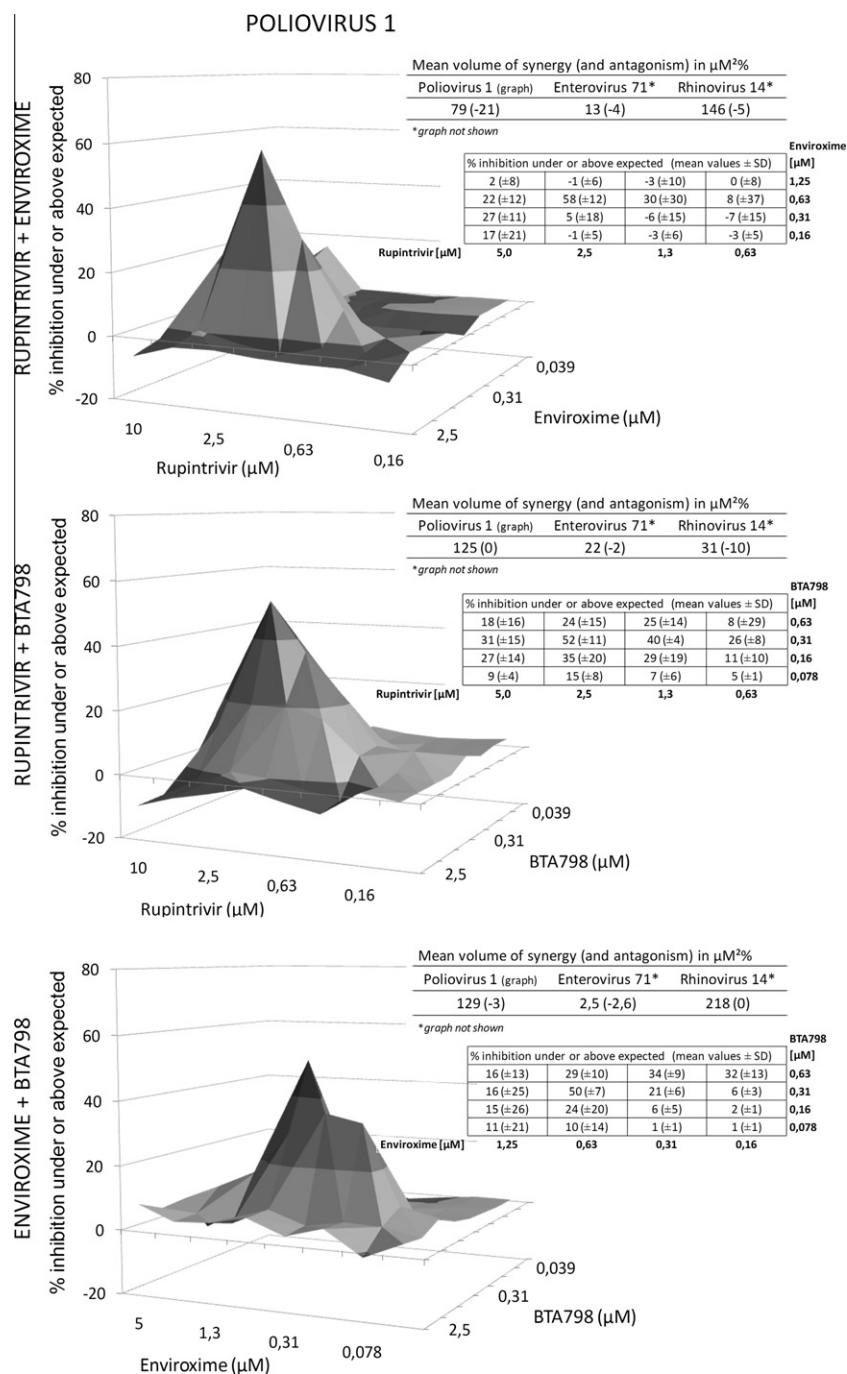 POLIOVIRUS 1
RUPINTRIVIR + ENVIROXIME
% inhibition under or above expected
80
60
40
20
0
-20
Mean volume of synergy (and antagonism) in µM²%
Poliovirus 1 (graph) Enterovirus 71* Rhinovirus 14*
79 (-21) 13 (-4) 146 (-5)
*graph not shown
Enviroxime
[µM]
% inhibition under or above expected (mean values ± SD)
2 (±8) -1 (±6) -3 (±10) 0 (±8) 1,25
22 (±12) 58 (±12) 30 (±30) 8 (±37) 0,63
27 (±11) 5 (±18) -6 (±15) -7 (±15) 0,31
17 (±21) -1 (±5) -3 (±6) -3 (±5) 0,16
Rupintrivir [µM] 5,0 2,5 1,3 0,63
10 2,5 0,63 0,16
Rupintrivir (µM)
2,5 0,31 0,039
Enviroxime (µM)
RUPINTRIVIR + BTA798
% inhibition under or above expected
80
60
40
20
0
-20
Mean volume of synergy (and antagonism) in µM²%
Poliovirus 1 (graph) Enterovirus 71* Rhinovirus 14*
125 (0) 22 (-2) 31 (-10)
*graph not shown
BTA798
[µM]
% inhibition under or above expected (mean values ± SD)
18 (±16) 24 (±15) 25 (±14) 8 (±29) 0,63
31 (±15) 52 (±11) 40 (±4) 26 (±8) 0,31
27 (±14) 35 (±20) 29 (±19) 11 (±10) 0,16
9 (±4) 15 (±8) 7 (±6) 5 (±1) 0,078
Rupintrivir [µM] 5,0 2,5 1,3 0,63
10 2,5 0,63 0,16
Rupintrivir (µM)
2,5 0,31 0,039
BTA798 (µM)
ENVIROXIME + BTA798
% inhibition under or above expected
80
60
40
20
0
-20
Mean volume of synergy (and antagonism) in µM²%
Poliovirus 1 (graph) Enterovirus 71* Rhinovirus 14*
129 (-3) 2,5 (-2,6) 218 (0)
*graph not shown
BTA798
[µM]
% inhibition under or above expected (mean values ± SD)
16 (±13) 29 (±10) 34 (±9) 32 (±13) 0,63
16 (±25) 50 (±7) 21 (±6) 6 (±3) 0,31
15 (±26) 24 (±20) 6 (±5) 2 (±1) 0,16
11 (±21) 10 (±14) 1 (±1) 1 (±1) 0,078
Enviroxime [µM] 1,25 0,63 0,31 0,16
5 1,3 0,31 0,078
Enviroxime (µM)
2,5 0,31 0,039
BTA798 (µM)